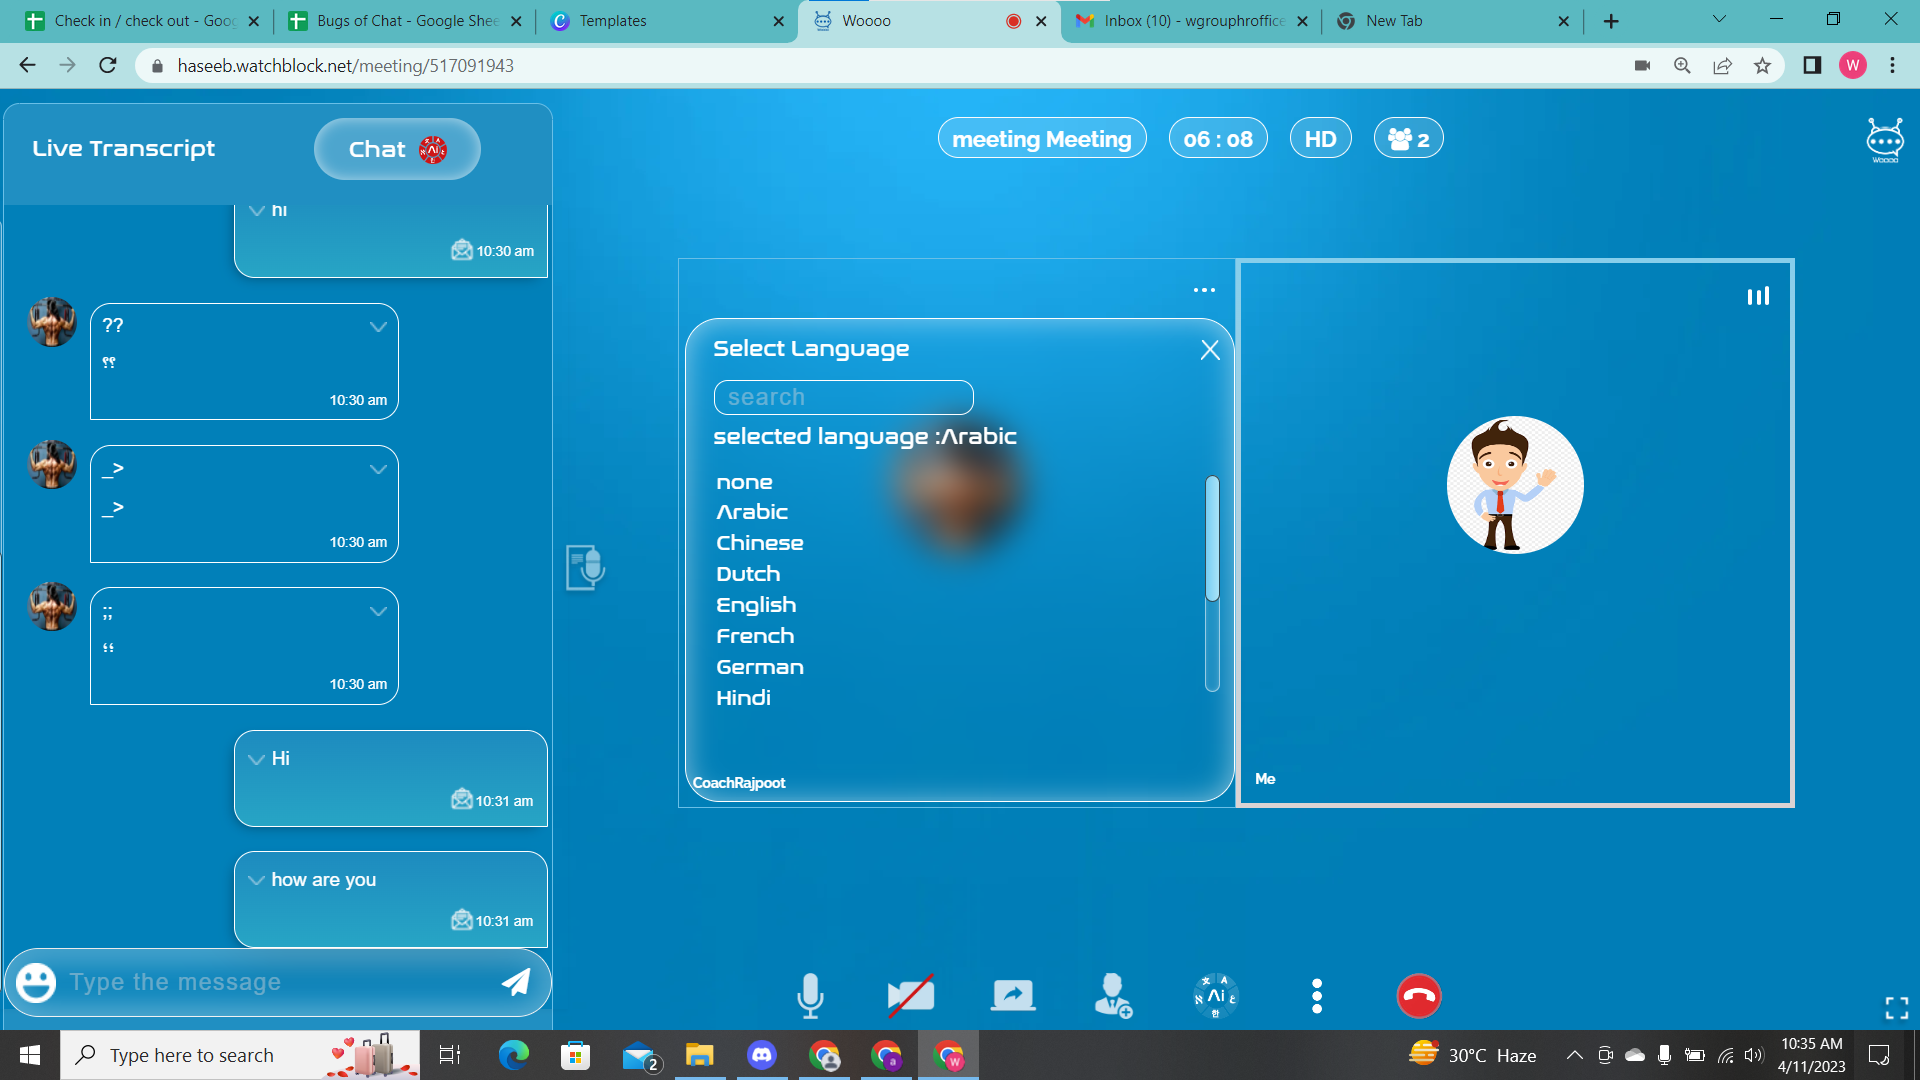 Check in / check out - Goog
Bugs of Chat - Google Shee
Templates
Woooo
Inbox (10) - wgrouphroffice
New Tab
haseeb.watchblock.net/meeting/517091943
W
Live Transcript
Chat
hi
10:30 am
??
؟؟
10:30 am
_>
_>
10:30 am
;;
؛؛
10:30 am
Hi
10:31 am
how are you
10:31 am
Type the message
meeting Meeting
06 : 08
HD
2
Woooo
Select Language
search
selected language :Arabic
none
Arabic
Chinese
Dutch
English
French
German
Hindi
CoachRajpoot
Me
Ai
Type here to search
2
a
w
30°C Haze
10:35 AM
4/11/2023